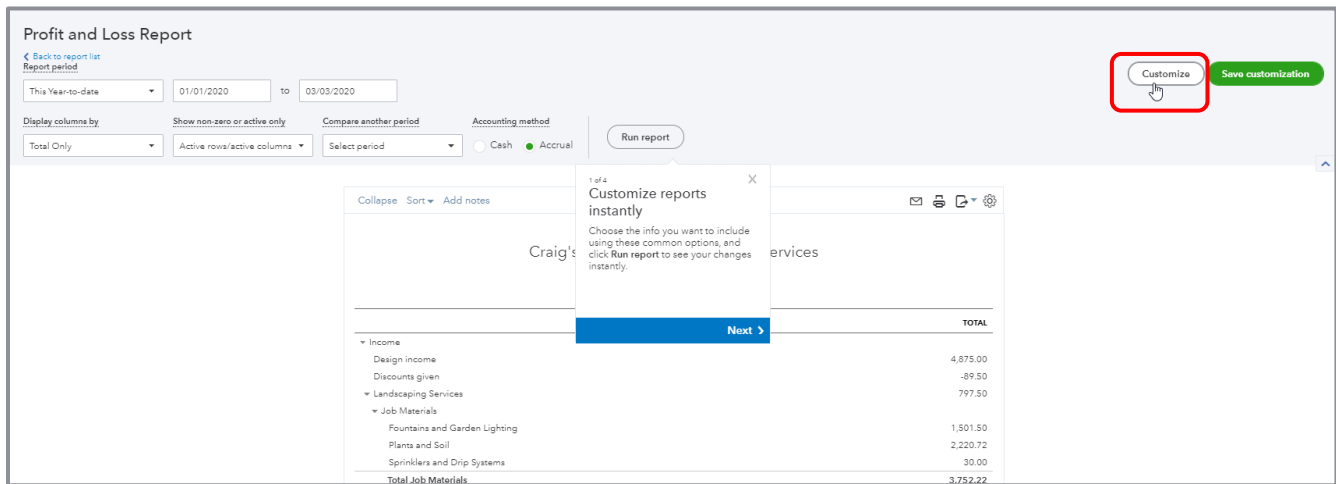 Profit and Loss Report
Back to report list
Report period
This Year-to-date 01/01/2020 to 03/03/2020
Customize Save customization
Display columns by Show non-zero or active only Compare another period Accounting method
Total Only Active rows/active columns Select period Cash Accrual Run report
1 of 4
Customize reports
instantly
Choose the info you want to include
using these common options, and
click Run report to see your changes
instantly.
Next
Collapse Sort Add notes
Craig's ervices
TOTAL
Income
Design income 4,875.00
Discounts given -89.50
Landscaping Services 797.50
Job Materials
Fountains and Garden Lighting 1,501.50
Plants and Soil 2,220.72
Sprinklers and Drip Systems 30.00
Total Job Materials 3,752.22